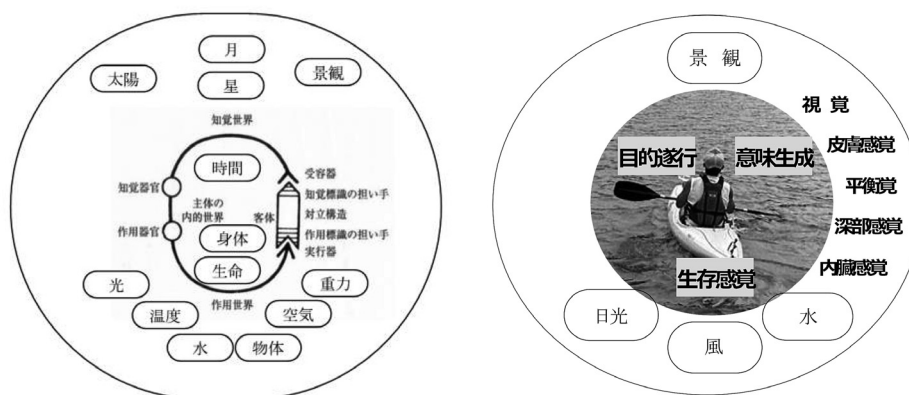 月
太陽
星
景観
知覚世界
時間
受容器
知覚器官
知覚標識の担い手
主体の
内的世界
客体
対立構造
作用器官
身体
作用標識の担い手
実行器
生命
光
重力
作用世界
温度
空気
水
物体
景 観
視 覚
目的遂行
意味生成
皮膚感覚
平衡覚
深部感覚
生存感覚
内臓感覚
日光
水
風